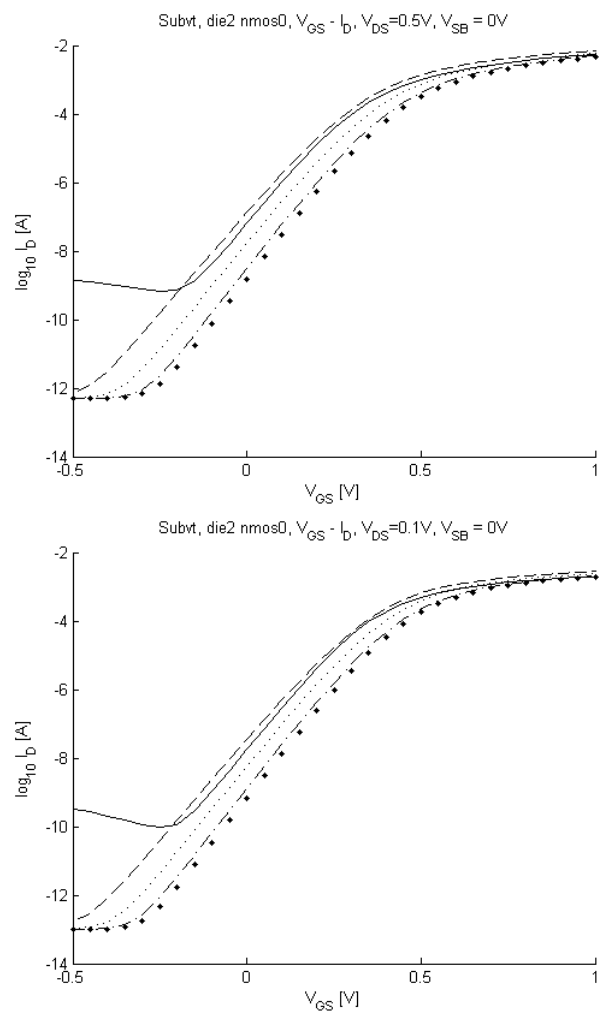 Subvt, die2 nmos0, V_GS - I_D, V_DS=0.5V, V_SB = 0V
-2
-4
-6
-8
-10
-12
-14
log_10 I_D [A]
-0.5 0 0.5 1
V_GS [V]
Subvt, die2 nmos0, V_GS - I_D, V_DS=0.1V, V_SB = 0V
-2
-4
-6
-8
-10
-12
-14
log_10 I_D [A]
-0.5 0 0.5 1
V_GS [V]